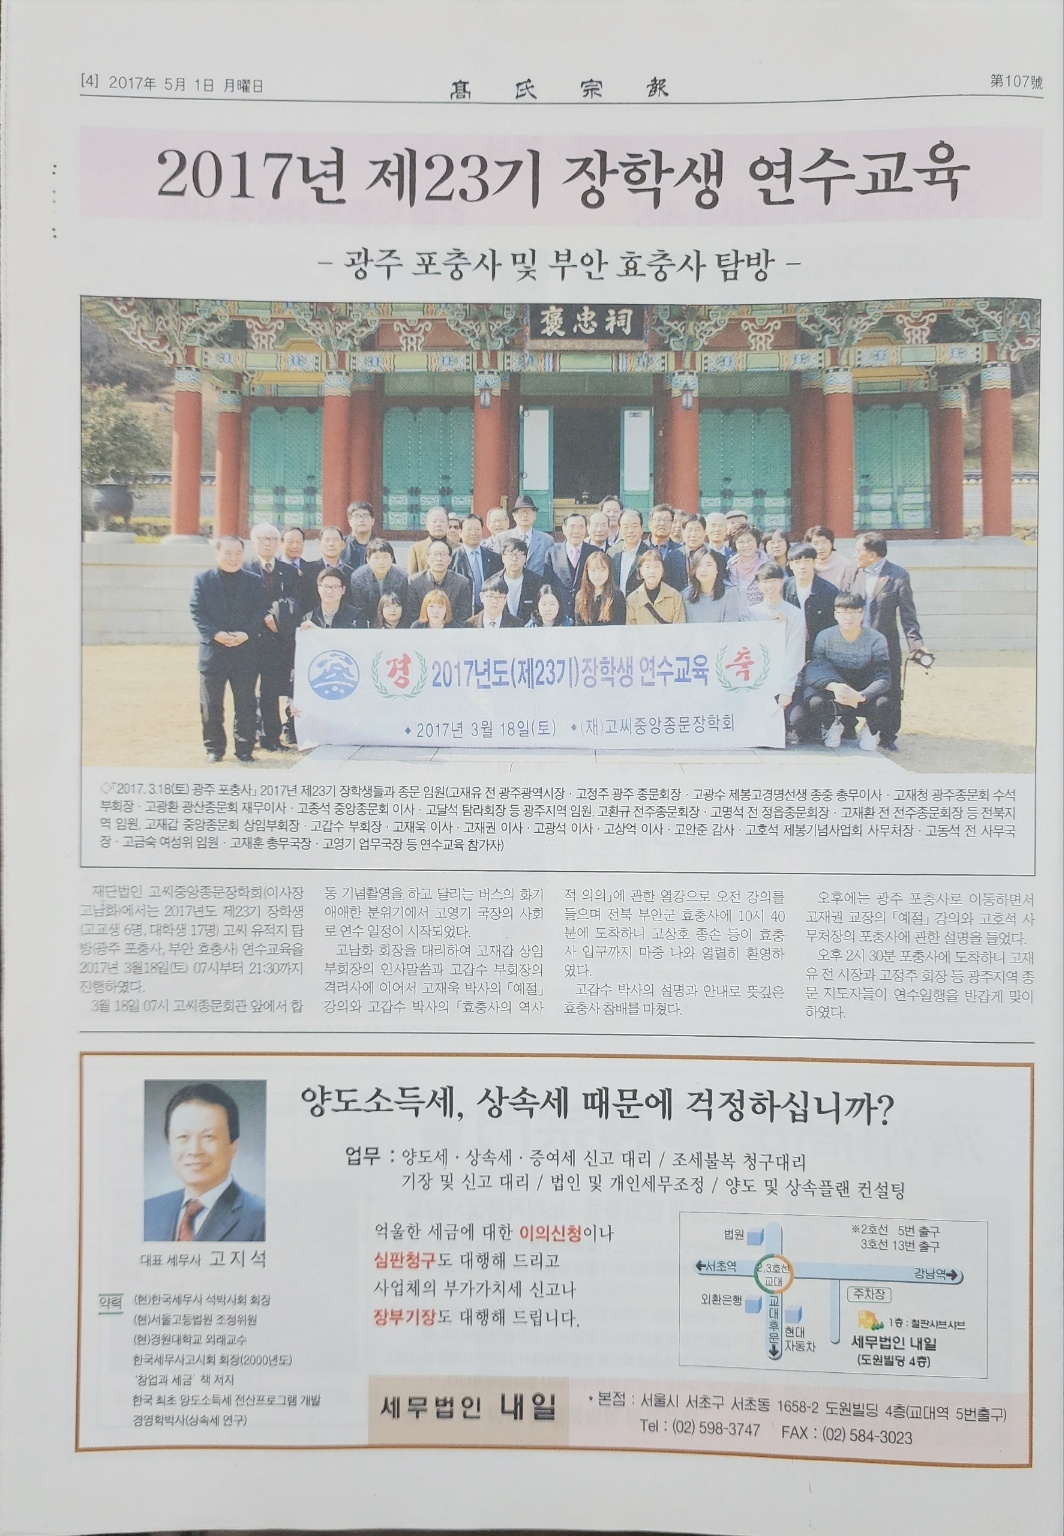 [4] 2017年 5月 1日 月曜日
髙氏宗報
第107號
2017년 제23기 장학생 연수교육
- 광주 포충사 및 부안 효충사 탐방 -
褒忠祠
경 2017년도(제23기)장학생 연수교육 축
◆ 2017년 3월 18일(토) ◆ (재)고씨중앙종문장학회
◇「2017. 3.18(토) 광주 포충사」 2017년 제23기 장학생들과 종문 임원(고재유 전 광주광역시장 · 고정주 광주 종문회장 · 고광수 제봉고경명선생 종중 총무이사 · 고재청 광주종문회 수석
부회장 · 고광환 광산종문회 재무이사 · 고종석 중앙종문회 이사 · 고달석 탐라회장 등 광주지역 임원, 고환규 전주종문회장 · 고명석 전 정읍종문회장 · 고재환 전 전주종문회장 등 전북지
역 임원, 고재갑 중앙종문회 상임부회장 · 고갑수 부회장 · 고재욱 이사 · 고재권 이사 · 고광석 이사 · 고상억 이사 · 고안준 감사 · 고호석 제봉기념사업회 사무처장 · 고동석 전 사무국
장 · 고금숙 여성위 임원 · 고재훈 총무국장 · 고영기 업무국장 등 연수교육 참가자)
재단법인 고씨중앙종문장학회(이사장
고남화)에서는 2017년도 제23기 장학생
(고교생 6명, 대학생 17명) 고씨 유적지 탐
방(광주 포충사, 부안 효충사) 연수교육을
2017년 3월18일(토) 07시부터 21:30까지
진행하였다.
3월 18일 07시 고씨종문회관 앞에서 합
동 기념촬영을 하고 달리는 버스의 화기
애애한 분위기에서 고영기 국장의 사회
로 연수 일정이 시작되었다.
고남화 회장을 대리하여 고재갑 상임
부회장의 인사말씀과 고갑수 부회장의
격려사에 이어서 고재욱 박사의 「예절」
강의와 고갑수 박사의 「효충사의 역사
적 의의」에 관한 열강으로 오전 강의를
들으며 전북 부안군 효충사에 10시 40
분에 도착하니 고상호 종손 등이 효충
사 입구까지 마중 나와 열렬히 환영하
였다.
고갑수 박사의 설명과 안내로 뜻깊은
효충사 참배를 마쳤다.
오후에는 광주 포충사로 이동하면서
고재권 교장의 「예절」 강의와 고호석 사
무처장의 포충사에 관한 설명을 들었다.
오후 2시 30분 포충사에 도착하니 고재
유 전 시장과 고정주 회장 등 광주지역 종
문 지도자들이 연수일행을 반갑게 맞이
하였다.
양도소득세, 상속세 때문에 걱정하십니까?
업무 : 양도세 · 상속세 · 증여세 신고 대리 / 조세불복 청구대리
기장 및 신고 대리 / 법인 및 개인세무조정 / 양도 및 상속플랜 컨설팅
대표 세무사 고지석
약력
(현)한국세무사 석박사회 회장
(현)서울고등법원 조정위원
(현)경원대학교 외래교수
한국세무사고시회 회장(2000년도)
'창업과 세금' 책 저자
한국 최초 양도소득세 전산프로그램 개발
경영학박사(상속세 연구)
억울한 세금에 대한 이의신청이나
심판청구도 대행해 드리고
사업체의 부가가치세 신고나
장부기장도 대행해 드립니다.
법원
※2호선 5번 출구
3호선 13번 출구
서초역
2,3호선
교대
강남역
외환은행
교대후문
현대
자동차
주차장
1층 : 철판샤브샤브
세무법인 내일
(도원빌딩 4층)
세무법인 내일
• 본점 : 서울시 서초구 서초동 1658-2 도원빌딩 4층(교대역 5번출구)
Tel : (02) 598-3747 FAX : (02) 584-3023